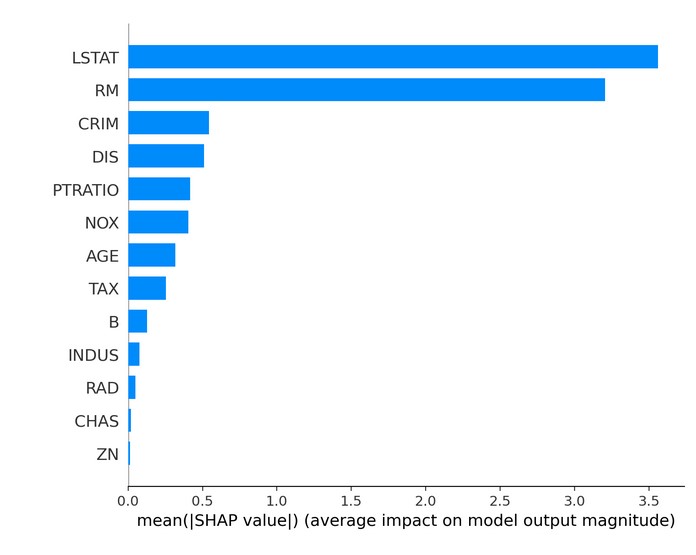 LSTAT
RM
CRIM
DIS
PTRATIO
NOX
AGE
TAX
B
INDUS
RAD
CHAS
ZN
0.0 0.5 1.0 1.5 2.0 2.5 3.0 3.5
mean(|SHAP value|) (average impact on model output magnitude)